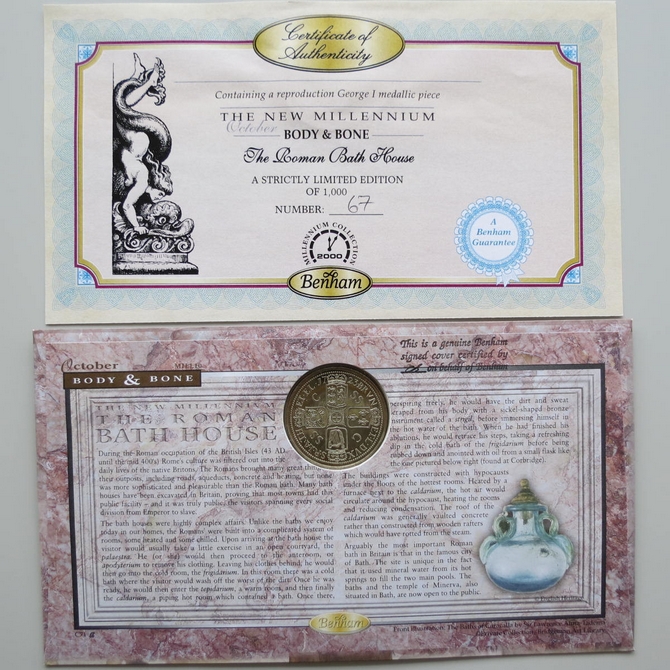 Certificate of
Authenticity
Containing a reproduction George I medallic piece
THE NEW MILLENNIUM
October BODY & BONE
The Roman Bath House
A STRICTLY LIMITED EDITION
OF 1,000
NUMBER: 67
MILLENNIUM COLLECTION
2000
A
Benham
Guarantee
Benham
October
BODY & BONE
This is a genuine Benham
signed cover certified by
on behalf of Benham
THE NEW MILLENNIUM
THE ROMAN
BATH HOUSE
During the Roman occupation of the British Isles (43 AD
until the mid 400s) Rome's culture was filtered out into the
daily lives of the native Britons. The Romans brought many great things to
their outposts, including roads, aqueducts, concrete and heating, but none
was more sophisticated and pleasurable than the Roman bath. Many bath
houses have been excavated in Britain, proving that most towns had this
public facility - and it was truly public, the visitors spanning every social
division from Emperor to slave.
The bath houses were highly complex affairs. Unlike the baths we enjoy
today in our homes, the Romans' were built into a complicated system of
rooms, some heated and some chilled. Upon arriving at the bath house the
visitor would usually take a little exercise in an open courtyard, the
palaestra. He (or she) would then proceed to the anteroom, or
apodyterium to remove his clothing. Leaving his clothes behind, he would
then go into the cold room, the frigidarium. In this room there was a cold
bath where the visitor would wash off the worst of the dirt. Once he was
ready, he would then enter the tepidarium, a warm room, and then finally
the caldarium, a piping hot room which contained a bath. Once there,
perspiring freely, he would have the dirt and sweat
scraped from his body with a sickel-shaped bronze
instrument called a strigil, before immersing himself in
the hot water of the bath. When he had finished his
ablutions, he would retrace his steps, taking a refreshing
dip in the cold bath of the frigidarium before being
rubbed down and anointed with oil from a small flask like
the one pictured below right (found at Corbridge).
The buildings were constructed with hypocausts
under the floors of the hottest rooms. Heated by a
furnace next to the caldarium, the hot air would
circulate around the hypocaust, heating the rooms
and reducing condensation. The roof of the
caldarium was generally vaulted concrete
rather than constructed from wooden rafters
which would have rotted from the steam.
Arguably the most important Roman
bath in Britain is that in the famous city
of Bath. The site is unique in the fact
that it used mineral water from its hot
springs to fill the two main pools. The
baths and the temple of Minerva, also
situated in Bath, are now open to the public.
© English Heritage
Benham
Front illustration: The Baths of Caracalla by Sir Lawrence Alma-Tadema